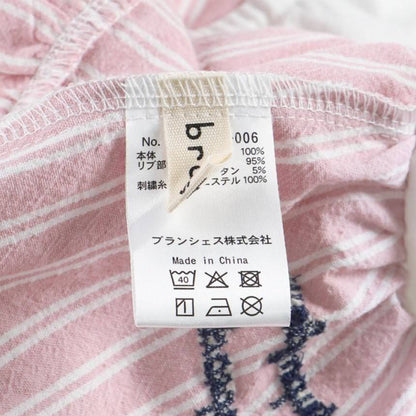 br
No. 006
本体 100%
リブ部 95%
タン 5%
刺繍糸 エステル 100%
ブランシェス株式会社
Made in China
40